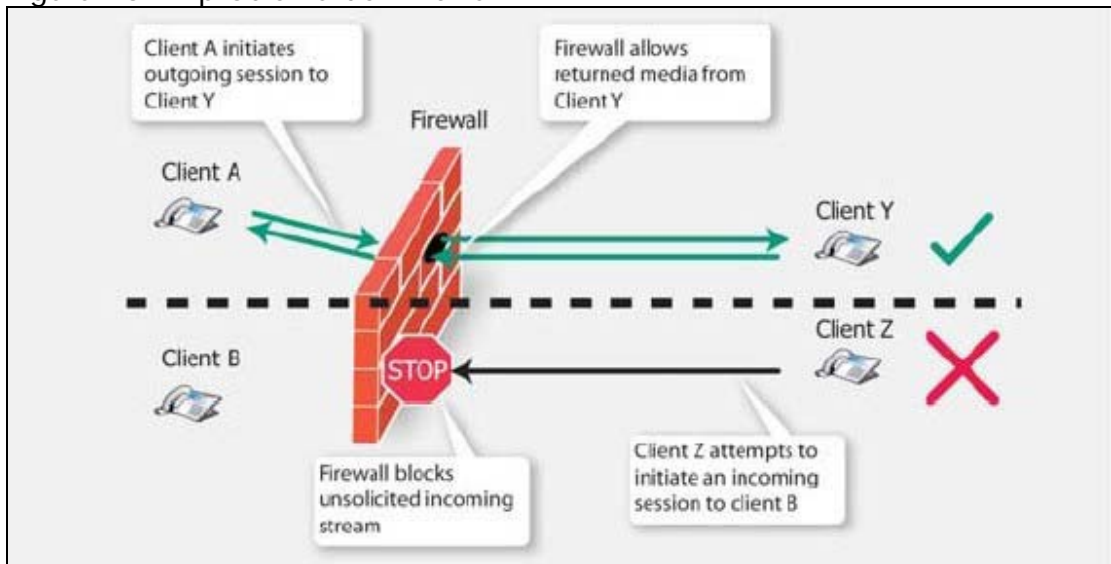 Client A initiates
outgoing session to
Client Y
Firewall allows
returned media from
Client Y
Firewall
Client A
Client Y
Client B
Client Z
STOP
Firewall blocks
unsolicited incoming
stream
Client Z attempts to
initiate an incoming
session to client B